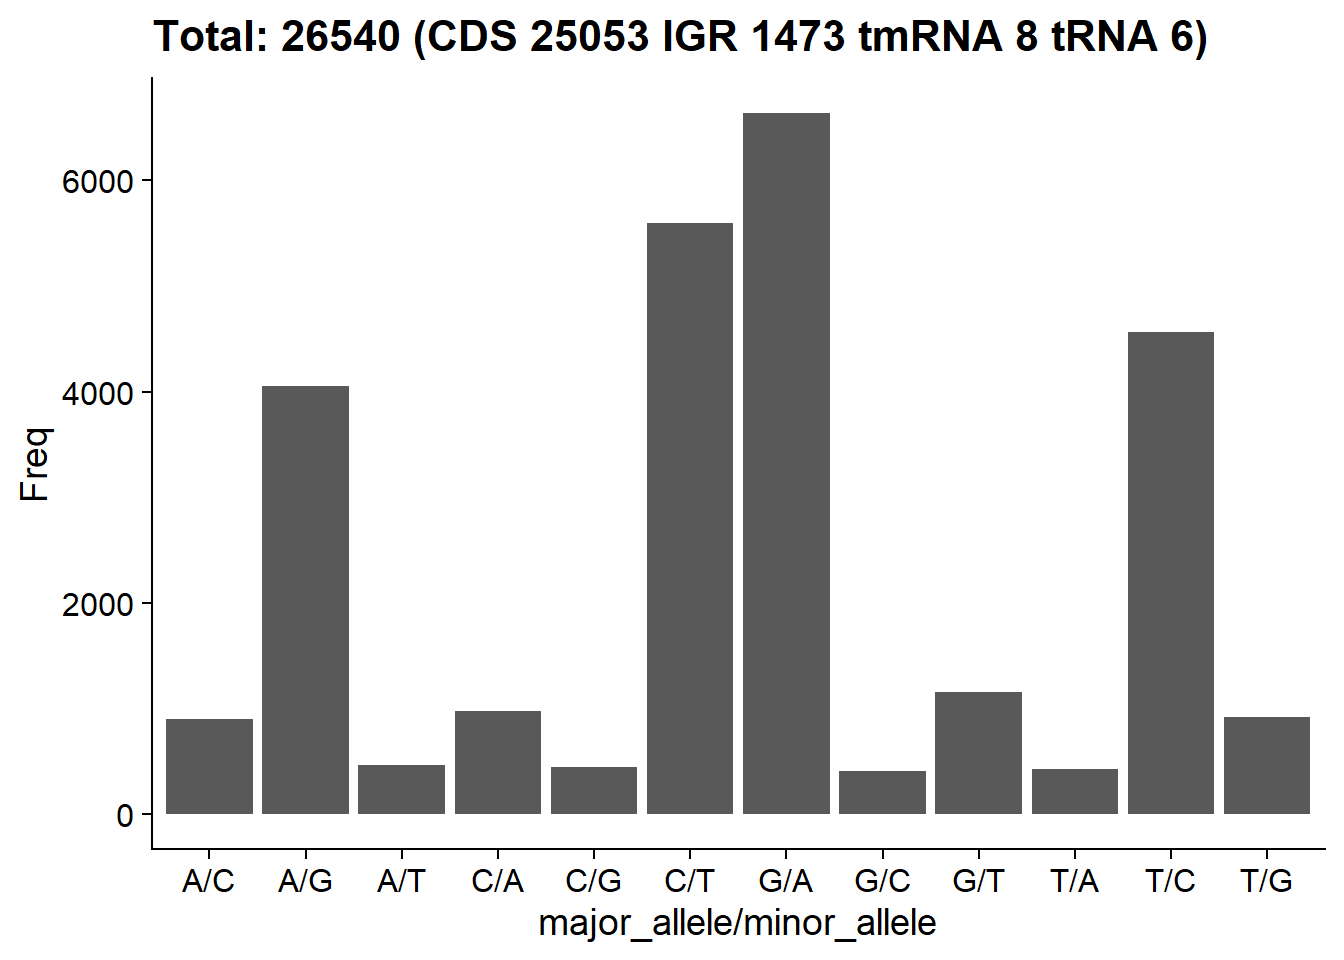 Total: 26540 (CDS 25053 IGR 1473 tmRNA 8 tRNA 6)
Freq
6000
4000
2000
0
A/C A/G A/T C/A C/G C/T G/A G/C G/T T/A T/C T/G
major_allele/minor_allele